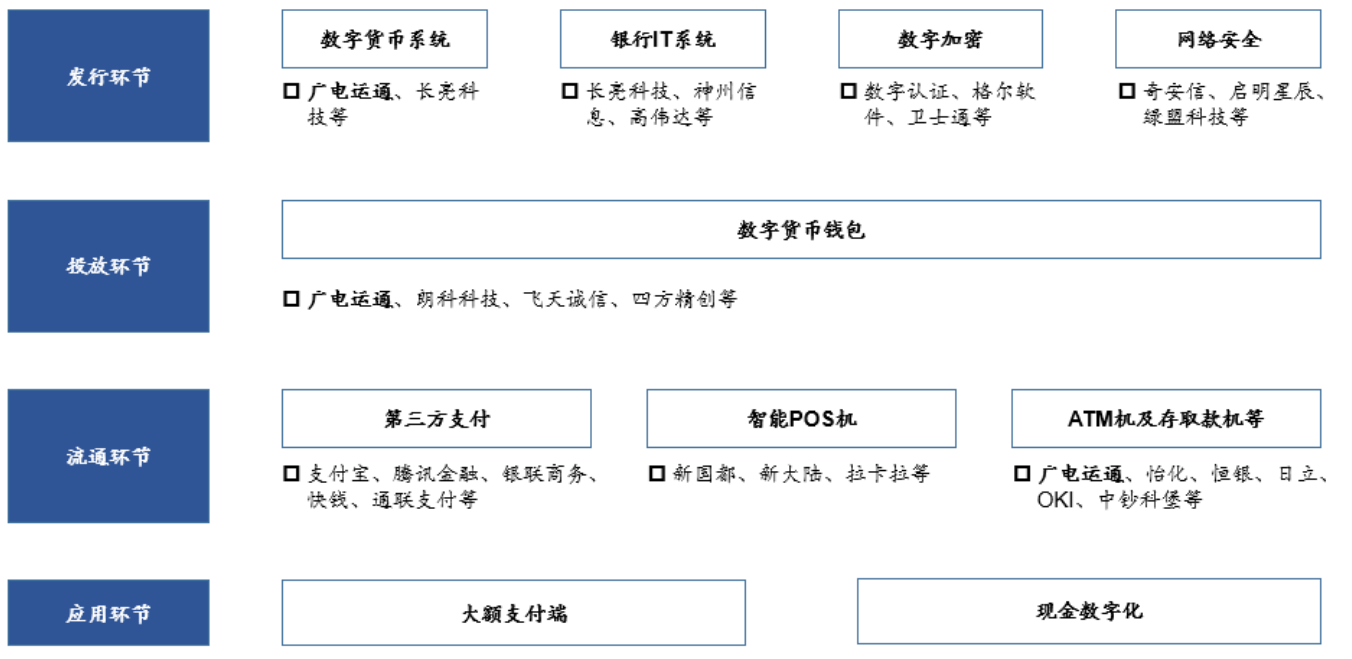 发行环节
数字货币系统
广电运通、长亮科
技等
银行IT系统
长亮科技、神州信
息、高伟达等
数字加密
数字认证、格尔软
件、卫士通等
网络安全
奇安信、启明星辰、
绿盟科技等
投放环节
数字货币钱包
广电运通、朗科科技、飞天诚信、四方精创等
流通环节
第三方支付
支付宝、腾讯金融、银联商务、
快钱、通联支付等
智能POS机
新国都、新大陆、拉卡拉等
ATM机及存取款机等
广电运通、怡化、恒银、日立、
OKI、中钞科堡等
应用环节
大额支付端
现金数字化